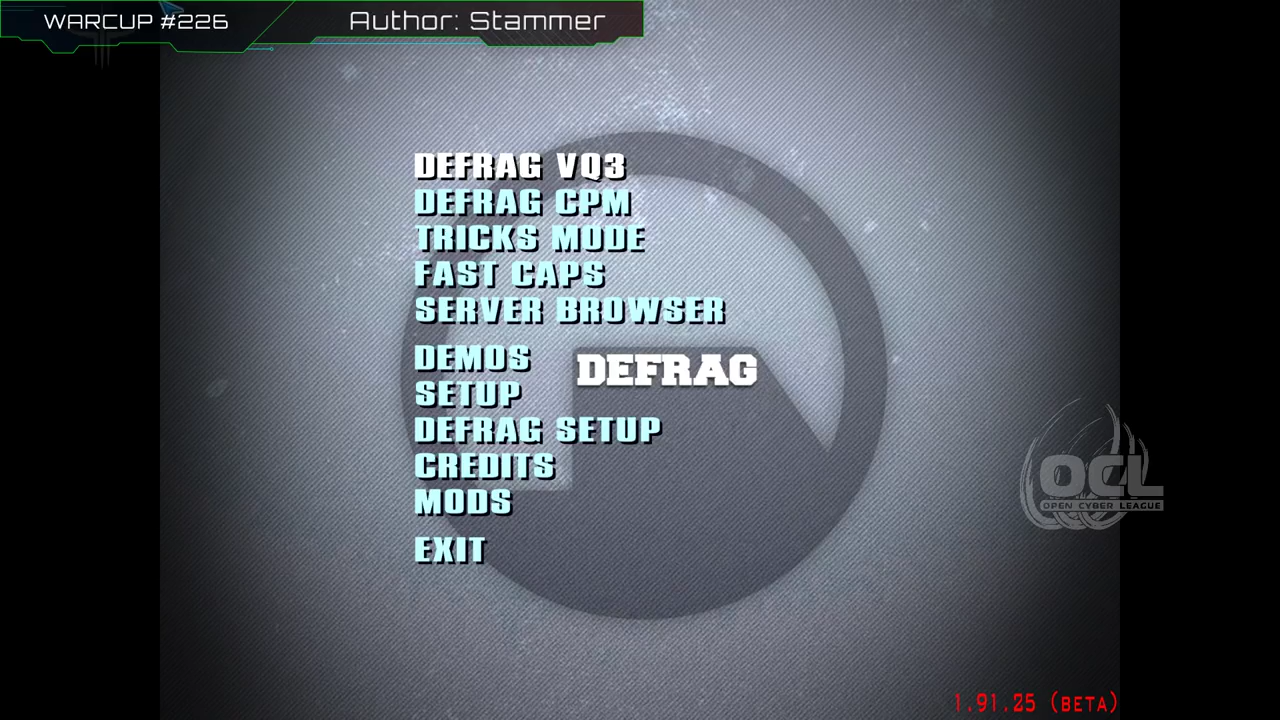 WARCUP #226
Author: Stammer
DEFRAG VQ3
DEFRAG CPM
TRICKS MODE
FAST CAPS
SERVER BROWSER
DEMOS
DEFRAG
SETUP
DEFRAG SETUP
CREDITS
MODS
EXIT
OCL
OPEN CYBER LEAGUE
1.91.25 (BETA)